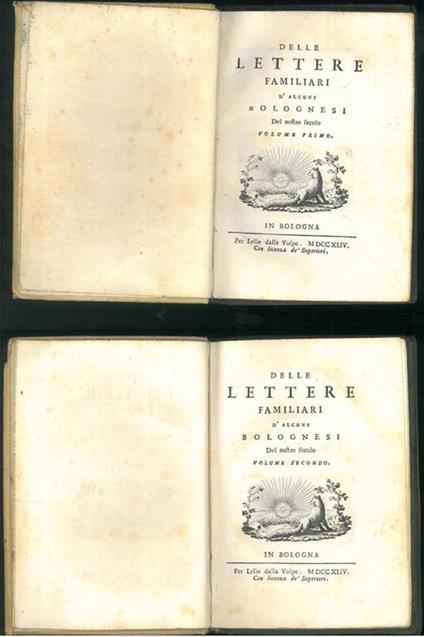 DELLE
LETTERE
FAMILIARI
D' ALCUNI
BOLOGNESI
Del nostro secolo
VOLUME PRIMO.
IN BOLOGNA
Per Lelio dalla Volpe. MDCCXLIV.
Con licenza de' Superiori.
DELLE
LETTERE
FAMILIARI
D' ALCUNI
BOLOGNESI
Del nostro secolo
VOLUME SECONDO.
IN BOLOGNA
Per Lelio dalla Volpe. MDCCXLIV.
Con licenza de' Superiori.